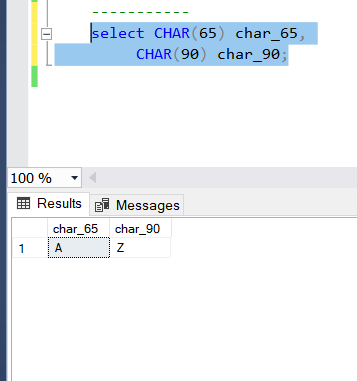 -----------
select CHAR(65) char_65,
CHAR(90) char_90;
100 %
Results Messages
char_65 char_90
1 A Z